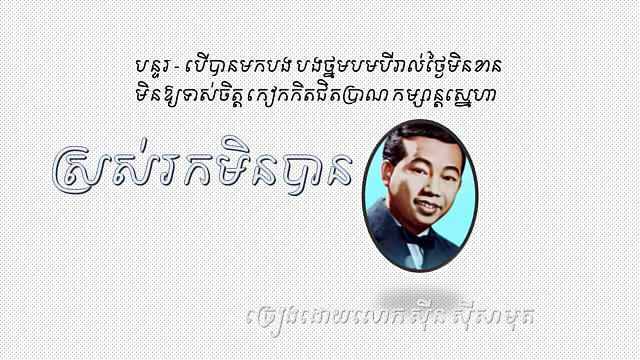 បន្ទរ - បើបានមកបង បងថ្នមបមបីរាល់ថ្ងៃមិនខាន
មិនឱ្យទាស់ចិត្ត កៀកកិតជិតប្រាណ កម្សាន្តស្នេហា
ស្រស់រកមិនបាន
ច្រៀងដោយលោក ស៊ីន ស៊ីសាមុត